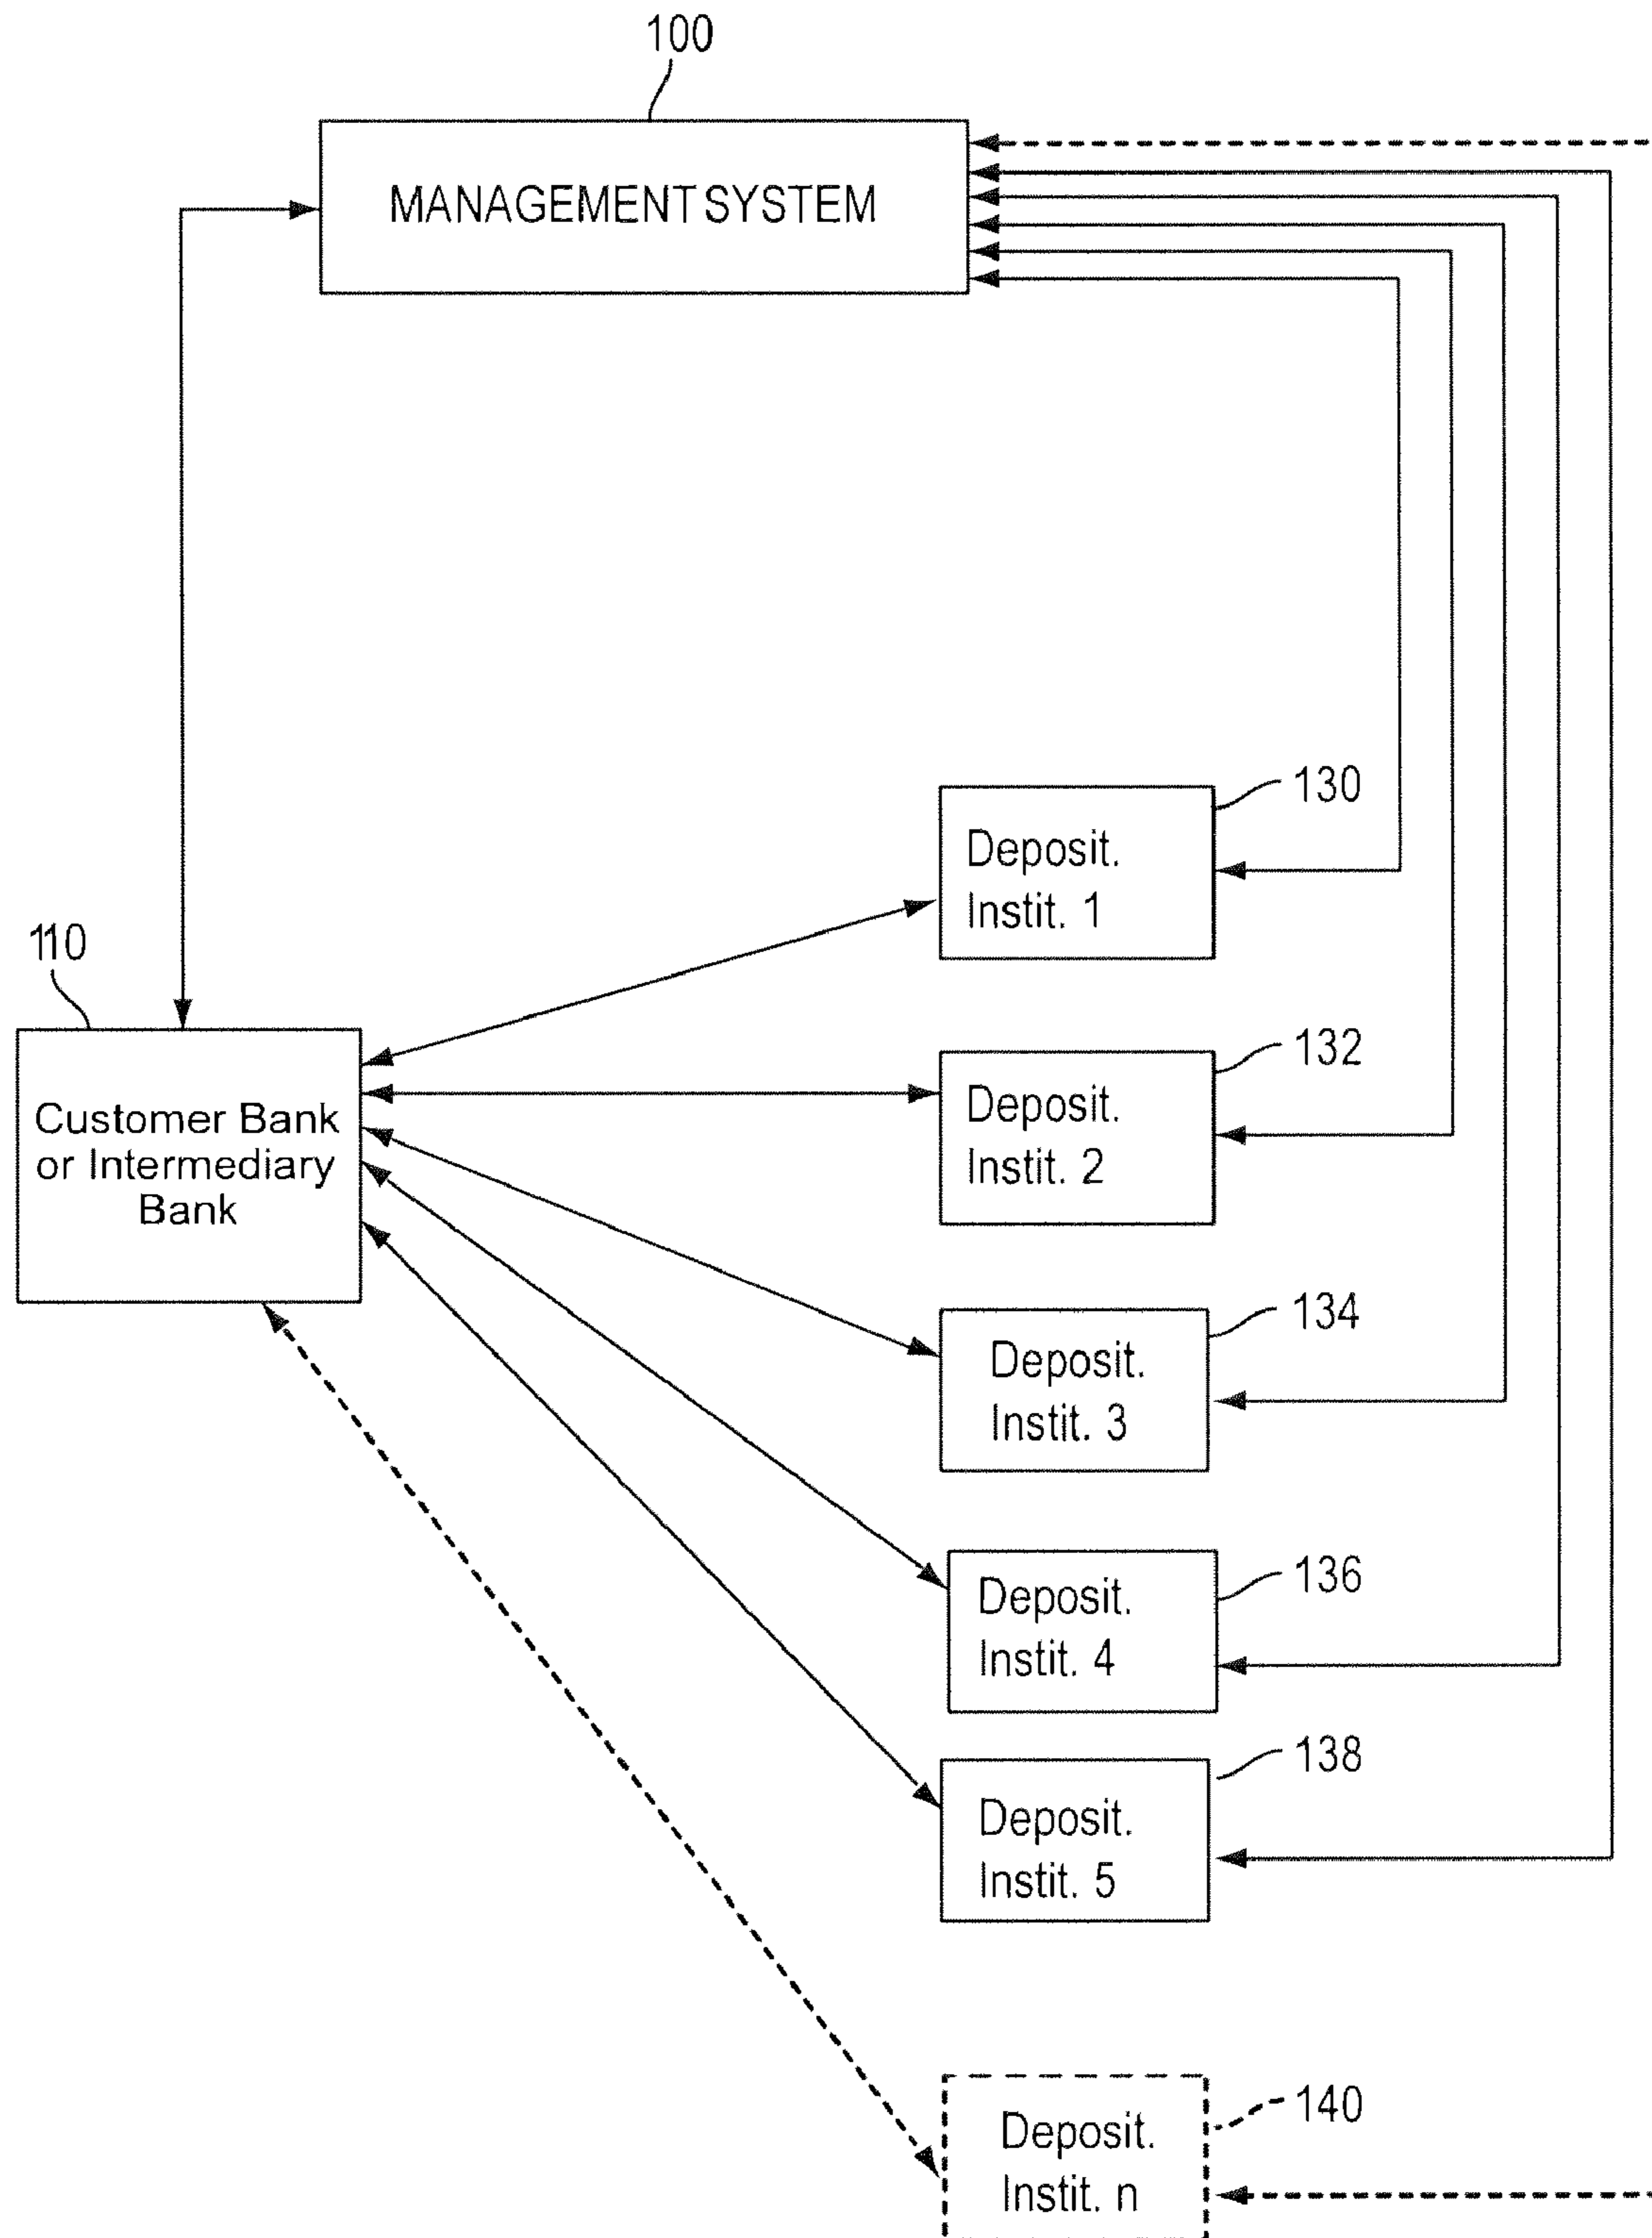 100
MANAGEMENT SYSTEM
130
Deposit.
Instit. 1
110
Customer Bank
or Intermediary
Bank
132
Deposit.
Instit. 2
134
Deposit.
Instit. 3
136
Deposit.
Instit. 4
138
Deposit.
Instit. 5
140
Deposit.
Instit. n